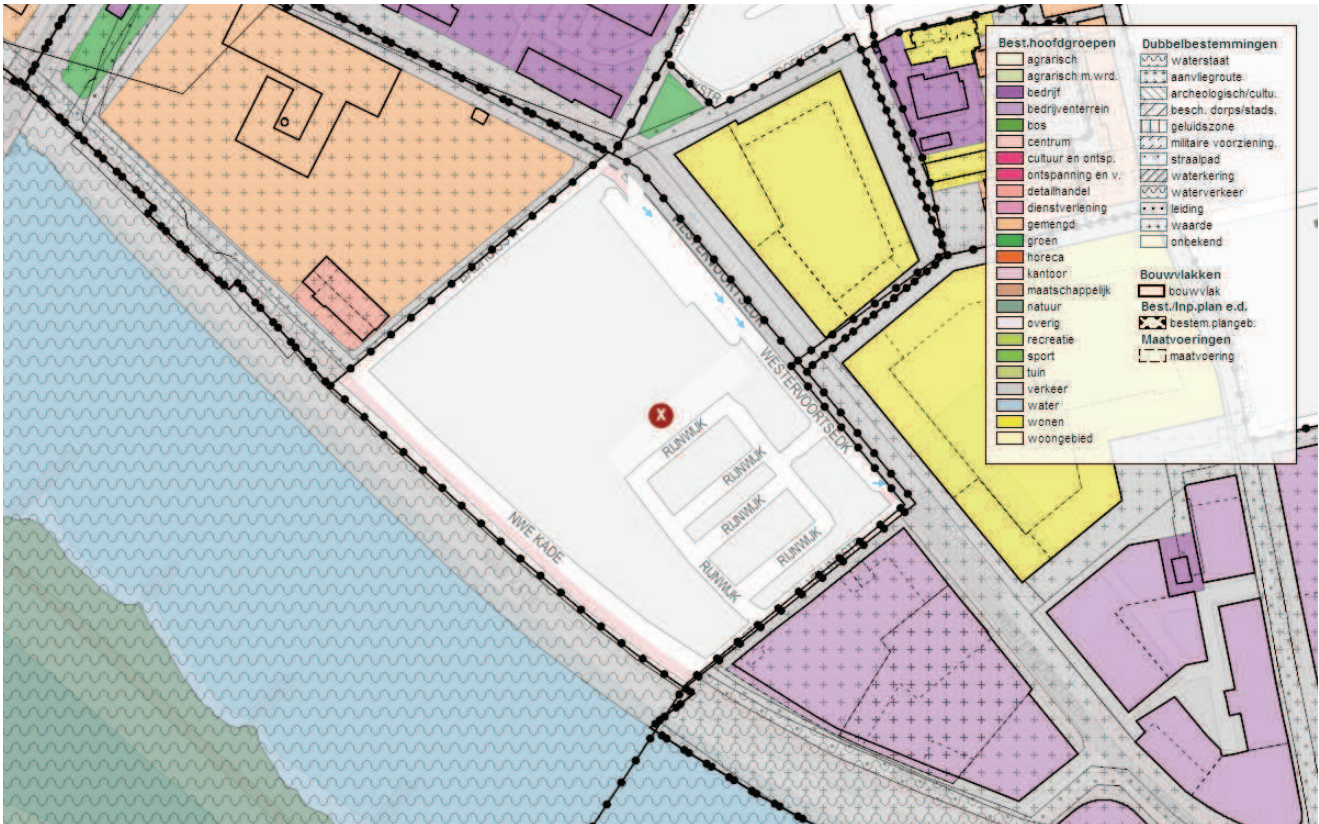 Best.hoofdgroepen
agrarisch
agrarisch m.wrd.
bedrijf
bedrijventerrein
bos
centrum
cultuur en ontsp.
ontspanning en v.
detailhandel
dienstverlening
gemengd
groen
horeca
kantoor
maatschappelijk
natuur
overig
recreatie
sport
tuin
verkeer
water
wonen
woongebied
Dubbelbestemmingen
waterstaat
aanvliegroute
archeologisch/cultu.
besch. dorps/stads.
geluidszone
militaire voorziening.
straalpad
waterkering
waterverkeer
leiding
waarde
onbekend
Bouwvlakken
bouwvlak
Best./Inp.plan e.d.
bestem.plangeb.
Maatvoeringen
maatvoering
WESTERVOORTSEDK
WESTERVOORTSEDK
X
RIJNWIJK
RIJNWIJK
RIJNWIJK
RIJNWIJK
RIJNWIJK
NWE KADE